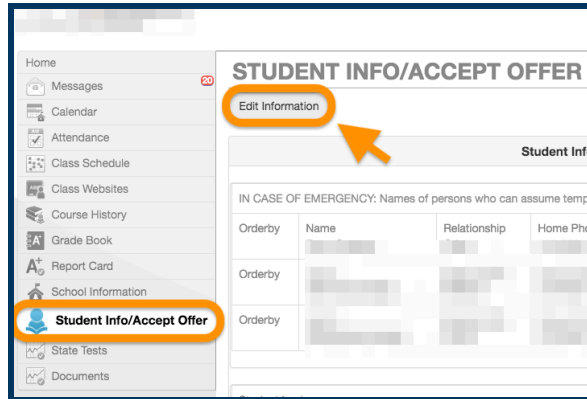 Home
Messages
20
Calendar
Attendance
Class Schedule
Class Websites
Course History
Grade Book
Report Card
School Information
Student Info/Accept Offer
State Tests
Documents
STUDENT INFO/ACCEPT OFFER
Edit Information
Student Inf
IN CASE OF EMERGENCY: Names of persons who can assume temp
Orderby Name Relationship Home Pho
Orderby
Orderby